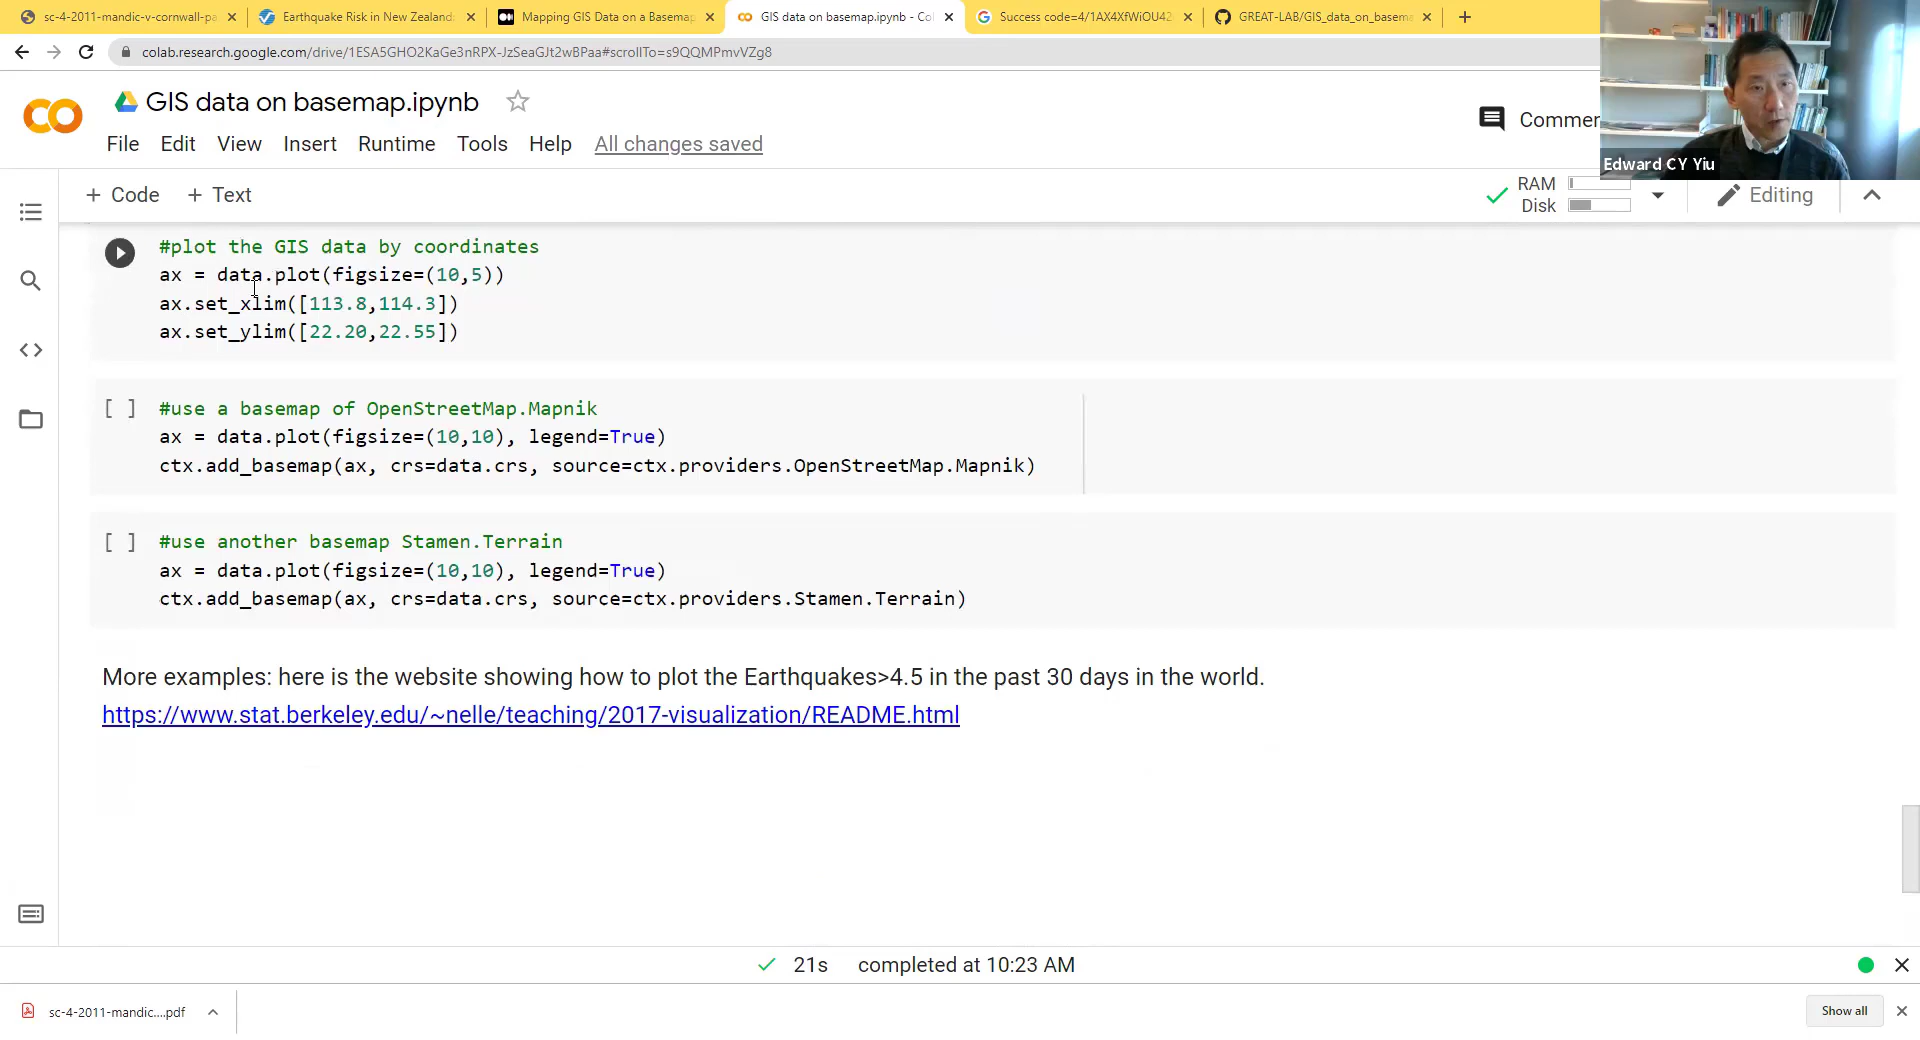 sc-4-2011-mandic-v-cornwall-pa
Earthquake Risk in New Zealand:
Mapping GIS Data on a Basemap
GIS data on basemap.ipynb - Co
Success code=4/1AX4XfWiOU42
GREAT-LAB/GIS_data_on_basema
colab.research.google.com/drive/1ESA5GHO2KaGe3nRPX-JzSeaGJt2wBPaa#scrollTo=s9QQMPmvVZg8
GIS data on basemap.ipynb
Commen
File Edit View Insert Runtime Tools Help All changes saved
Edward CY Yiu
+ Code + Text
RAM
Disk
Editing
#plot the GIS data by coordinates
ax = data.plot(figsize=(10,5))
ax.set_xlim([113.8,114.3])
ax.set_ylim([22.20,22.55])
[ ] #use a basemap of OpenStreetMap.Mapnik
ax = data.plot(figsize=(10,10), legend=True)
ctx.add_basemap(ax, crs=data.crs, source=ctx.providers.OpenStreetMap.Mapnik)
[ ] #use another basemap Stamen.Terrain
ax = data.plot(figsize=(10,10), legend=True)
ctx.add_basemap(ax, crs=data.crs, source=ctx.providers.Stamen.Terrain)
More examples: here is the website showing how to plot the Earthquakes>4.5 in the past 30 days in the world.
https://www.stat.berkeley.edu/~nelle/teaching/2017-visualization/README.html
21s completed at 10:23 AM
sc-4-2011-mandic....pdf
Show all